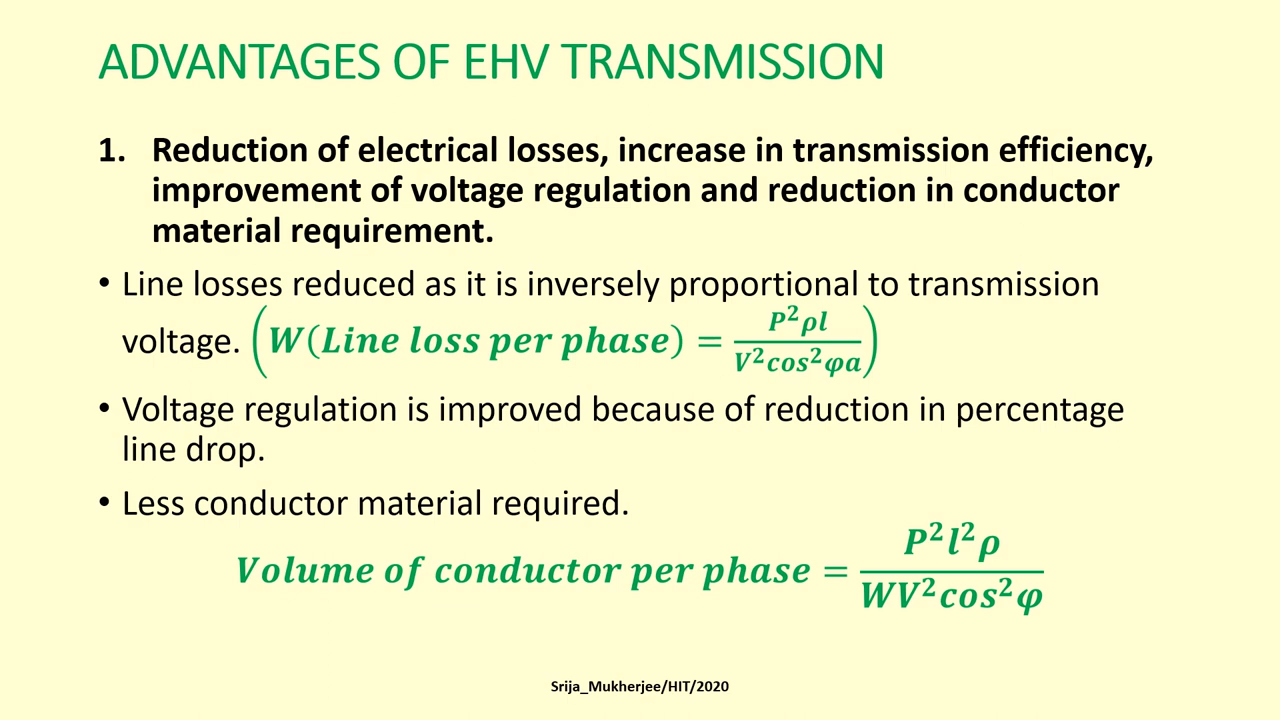 ADVANTAGES OF EHV TRANSMISSION
1. Reduction of electrical losses, increase in transmission efficiency,
improvement of voltage regulation and reduction in conductor
material requirement.
• Line losses reduced as it is inversely proportional to transmission
voltage. (W(Line loss per phase) = P²ρl / V²cos²φa)
• Voltage regulation is improved because of reduction in percentage
line drop.
• Less conductor material required.
Volume of conductor per phase = P²l²ρ / WV²cos²φ
Srija_Mukherjee/HIT/2020